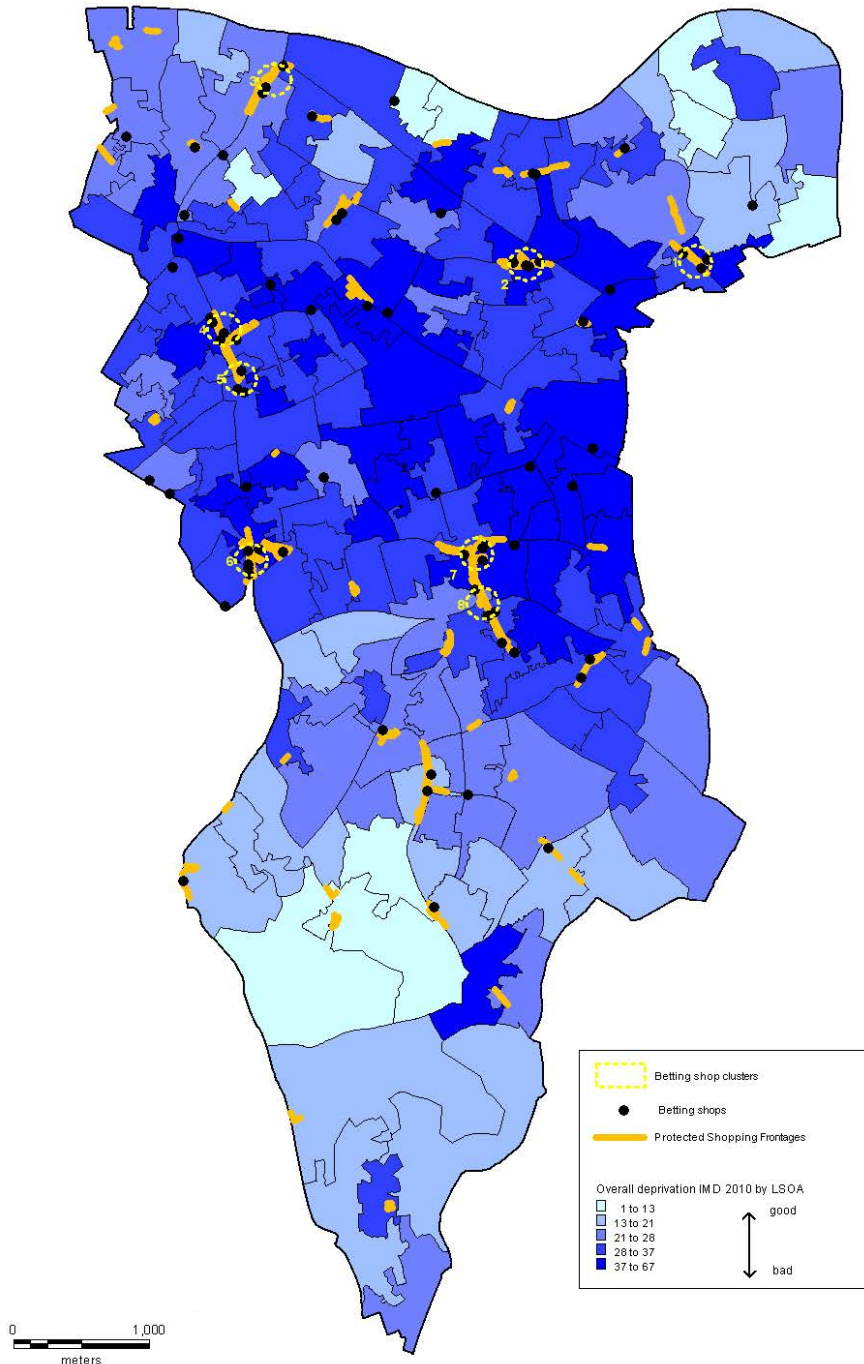 3
1
2
4
5
6
7
8
Betting shop clusters
Betting shops
Protected Shopping Frontages
Overall deprivation IMD 2010 by LSOA
1 to 13
good
13 to 21
21 to 28
28 to 37
37 to 67
bad
0 1,000
meters